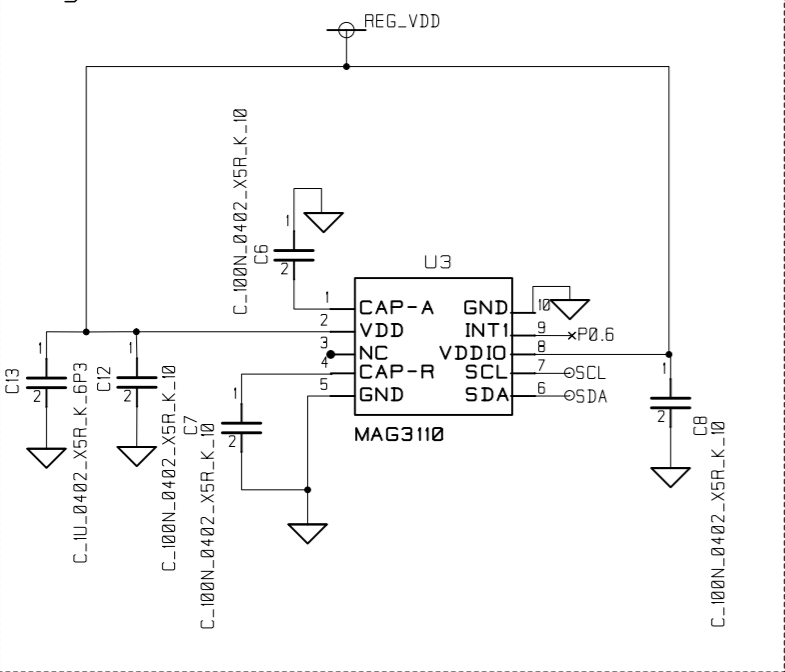 REG_VDD
C_100N_0402_X5R_K_10
1
C6
2
U3
1
CAP-A
GND
10
2
VDD
INT1
9
P0.6
3
NC
VDDIO
8
4
CAP-R
SCL
7
SCL
5
GND
SDA
6
SDA
MAG3110
1
C13
2
C_1U_0402_X5R_K_6P3
1
C12
2
C_100N_0402_X5R_K_10
1
C7
2
C_100N_0402_X5R_K_10
1
C8
2
C_100N_0402_X5R_K_10